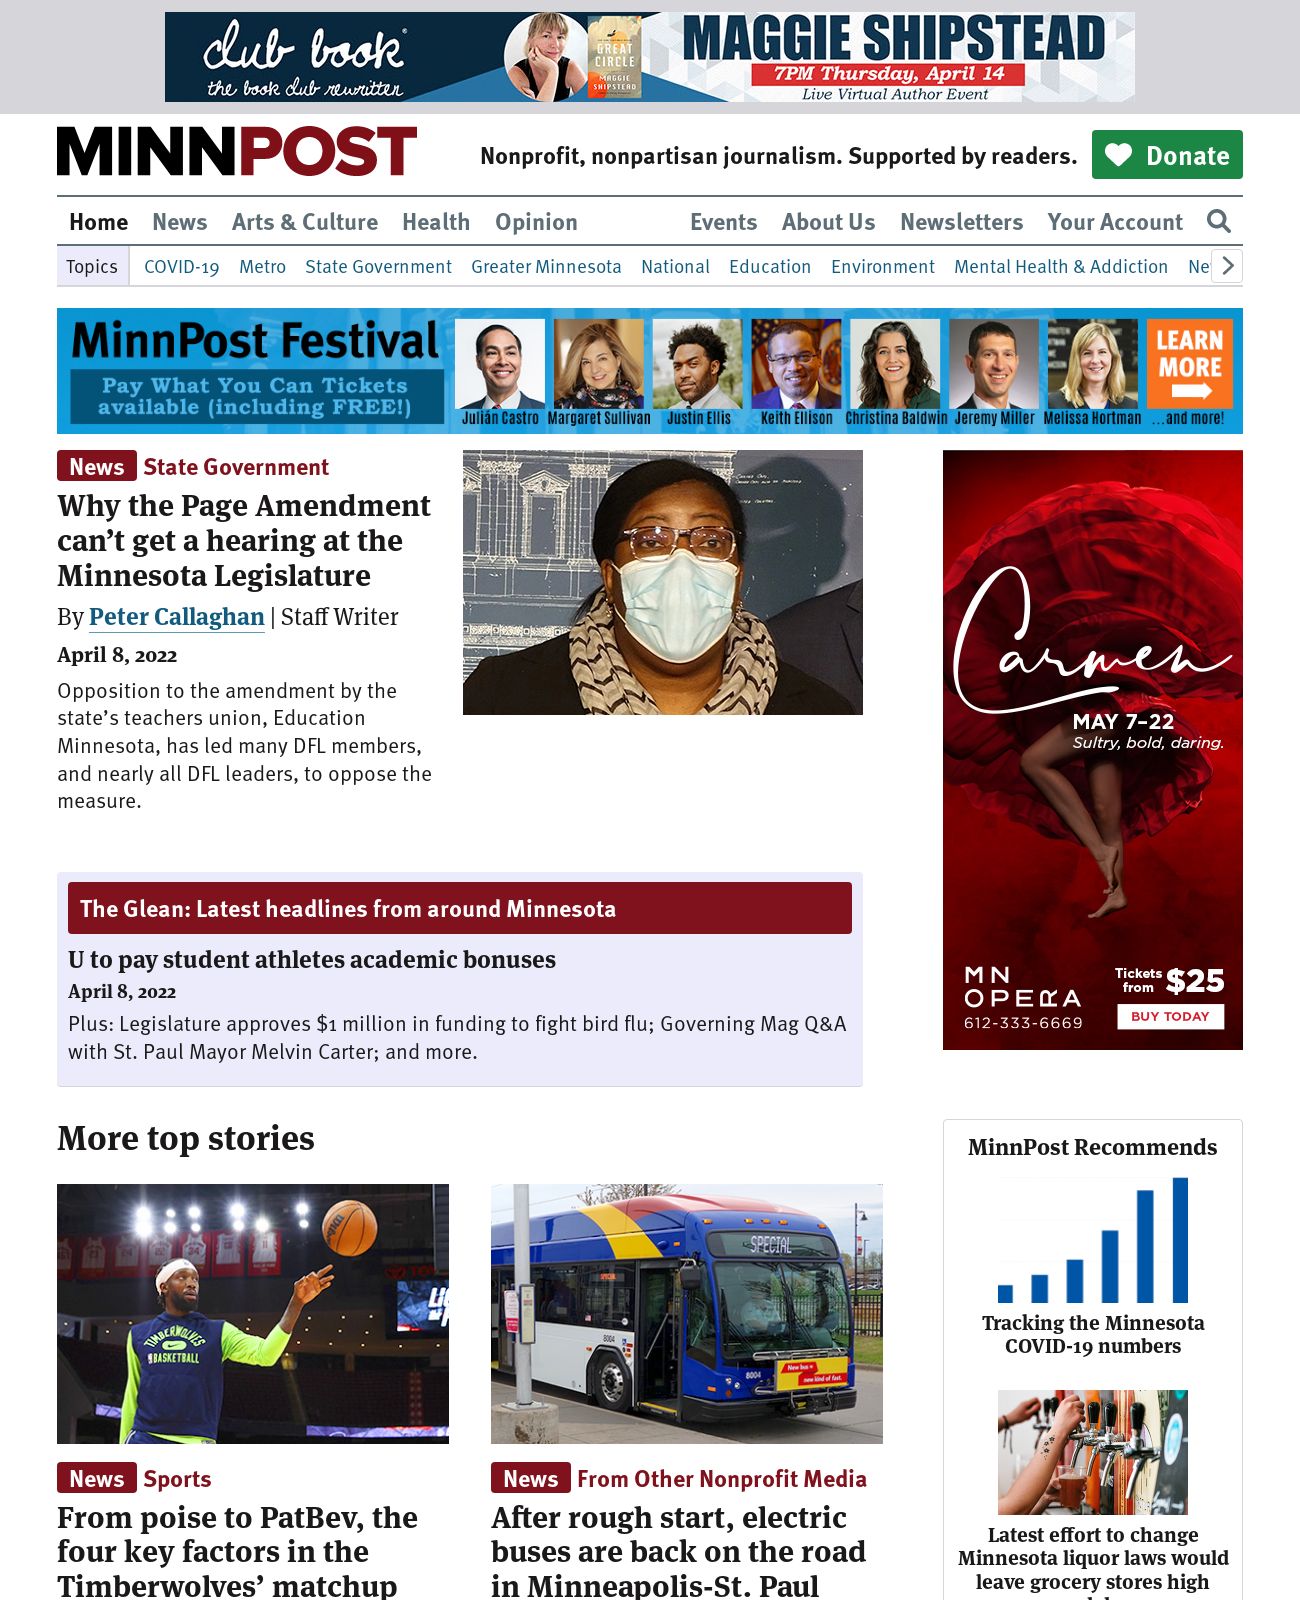 club book
the book club rewritten
GREAT
CIRCLE
MAGGIE
SHIPSTEAD
MAGGIE SHIPSTEAD
7PM Thursday, April 14
Live Virtual Author Event
MINNPOST
Nonprofit, nonpartisan journalism. Supported by readers.
Donate
Home News Arts & Culture Health Opinion Events About Us Newsletters Your Account
Topics COVID-19 Metro State Government Greater Minnesota National Education Environment Mental Health & Addiction Ne
MinnPost Festival
Pay What You Can Tickets
available (including FREE!)
Julián Castro Margaret Sullivan Justin Ellis Keith Ellison Christina Baldwin Jeremy Miller Melissa Hortman ...and more!
LEARN
MORE
News State Government
Why the Page Amendment
can’t get a hearing at the
Minnesota Legislature
By Peter Callaghan | Staff Writer
April 8, 2022
Opposition to the amendment by the
state’s teachers union, Education
Minnesota, has led many DFL members,
and nearly all DFL leaders, to oppose the
measure.
Carmen
MAY 7–22
Sultry, bold, daring.
MN
OPERA
612-333-6669
Tickets
from $25
BUY TODAY
The Glean: Latest headlines from around Minnesota
U to pay student athletes academic bonuses
April 8, 2022
Plus: Legislature approves $1 million in funding to fight bird flu; Governing Mag Q&A
with St. Paul Mayor Melvin Carter; and more.
More top stories
TIMBERWOLVES
BASKETBALL
SPECIAL
8004
8004
New bus =
new kind of fast.
News Sports
From poise to PatBev, the
four key factors in the
Timberwolves’ matchup
News From Other Nonprofit Media
After rough start, electric
buses are back on the road
in Minneapolis-St. Paul
MinnPost Recommends
Tracking the Minnesota
COVID-19 numbers
Latest effort to change
Minnesota liquor laws would
leave grocery stores high